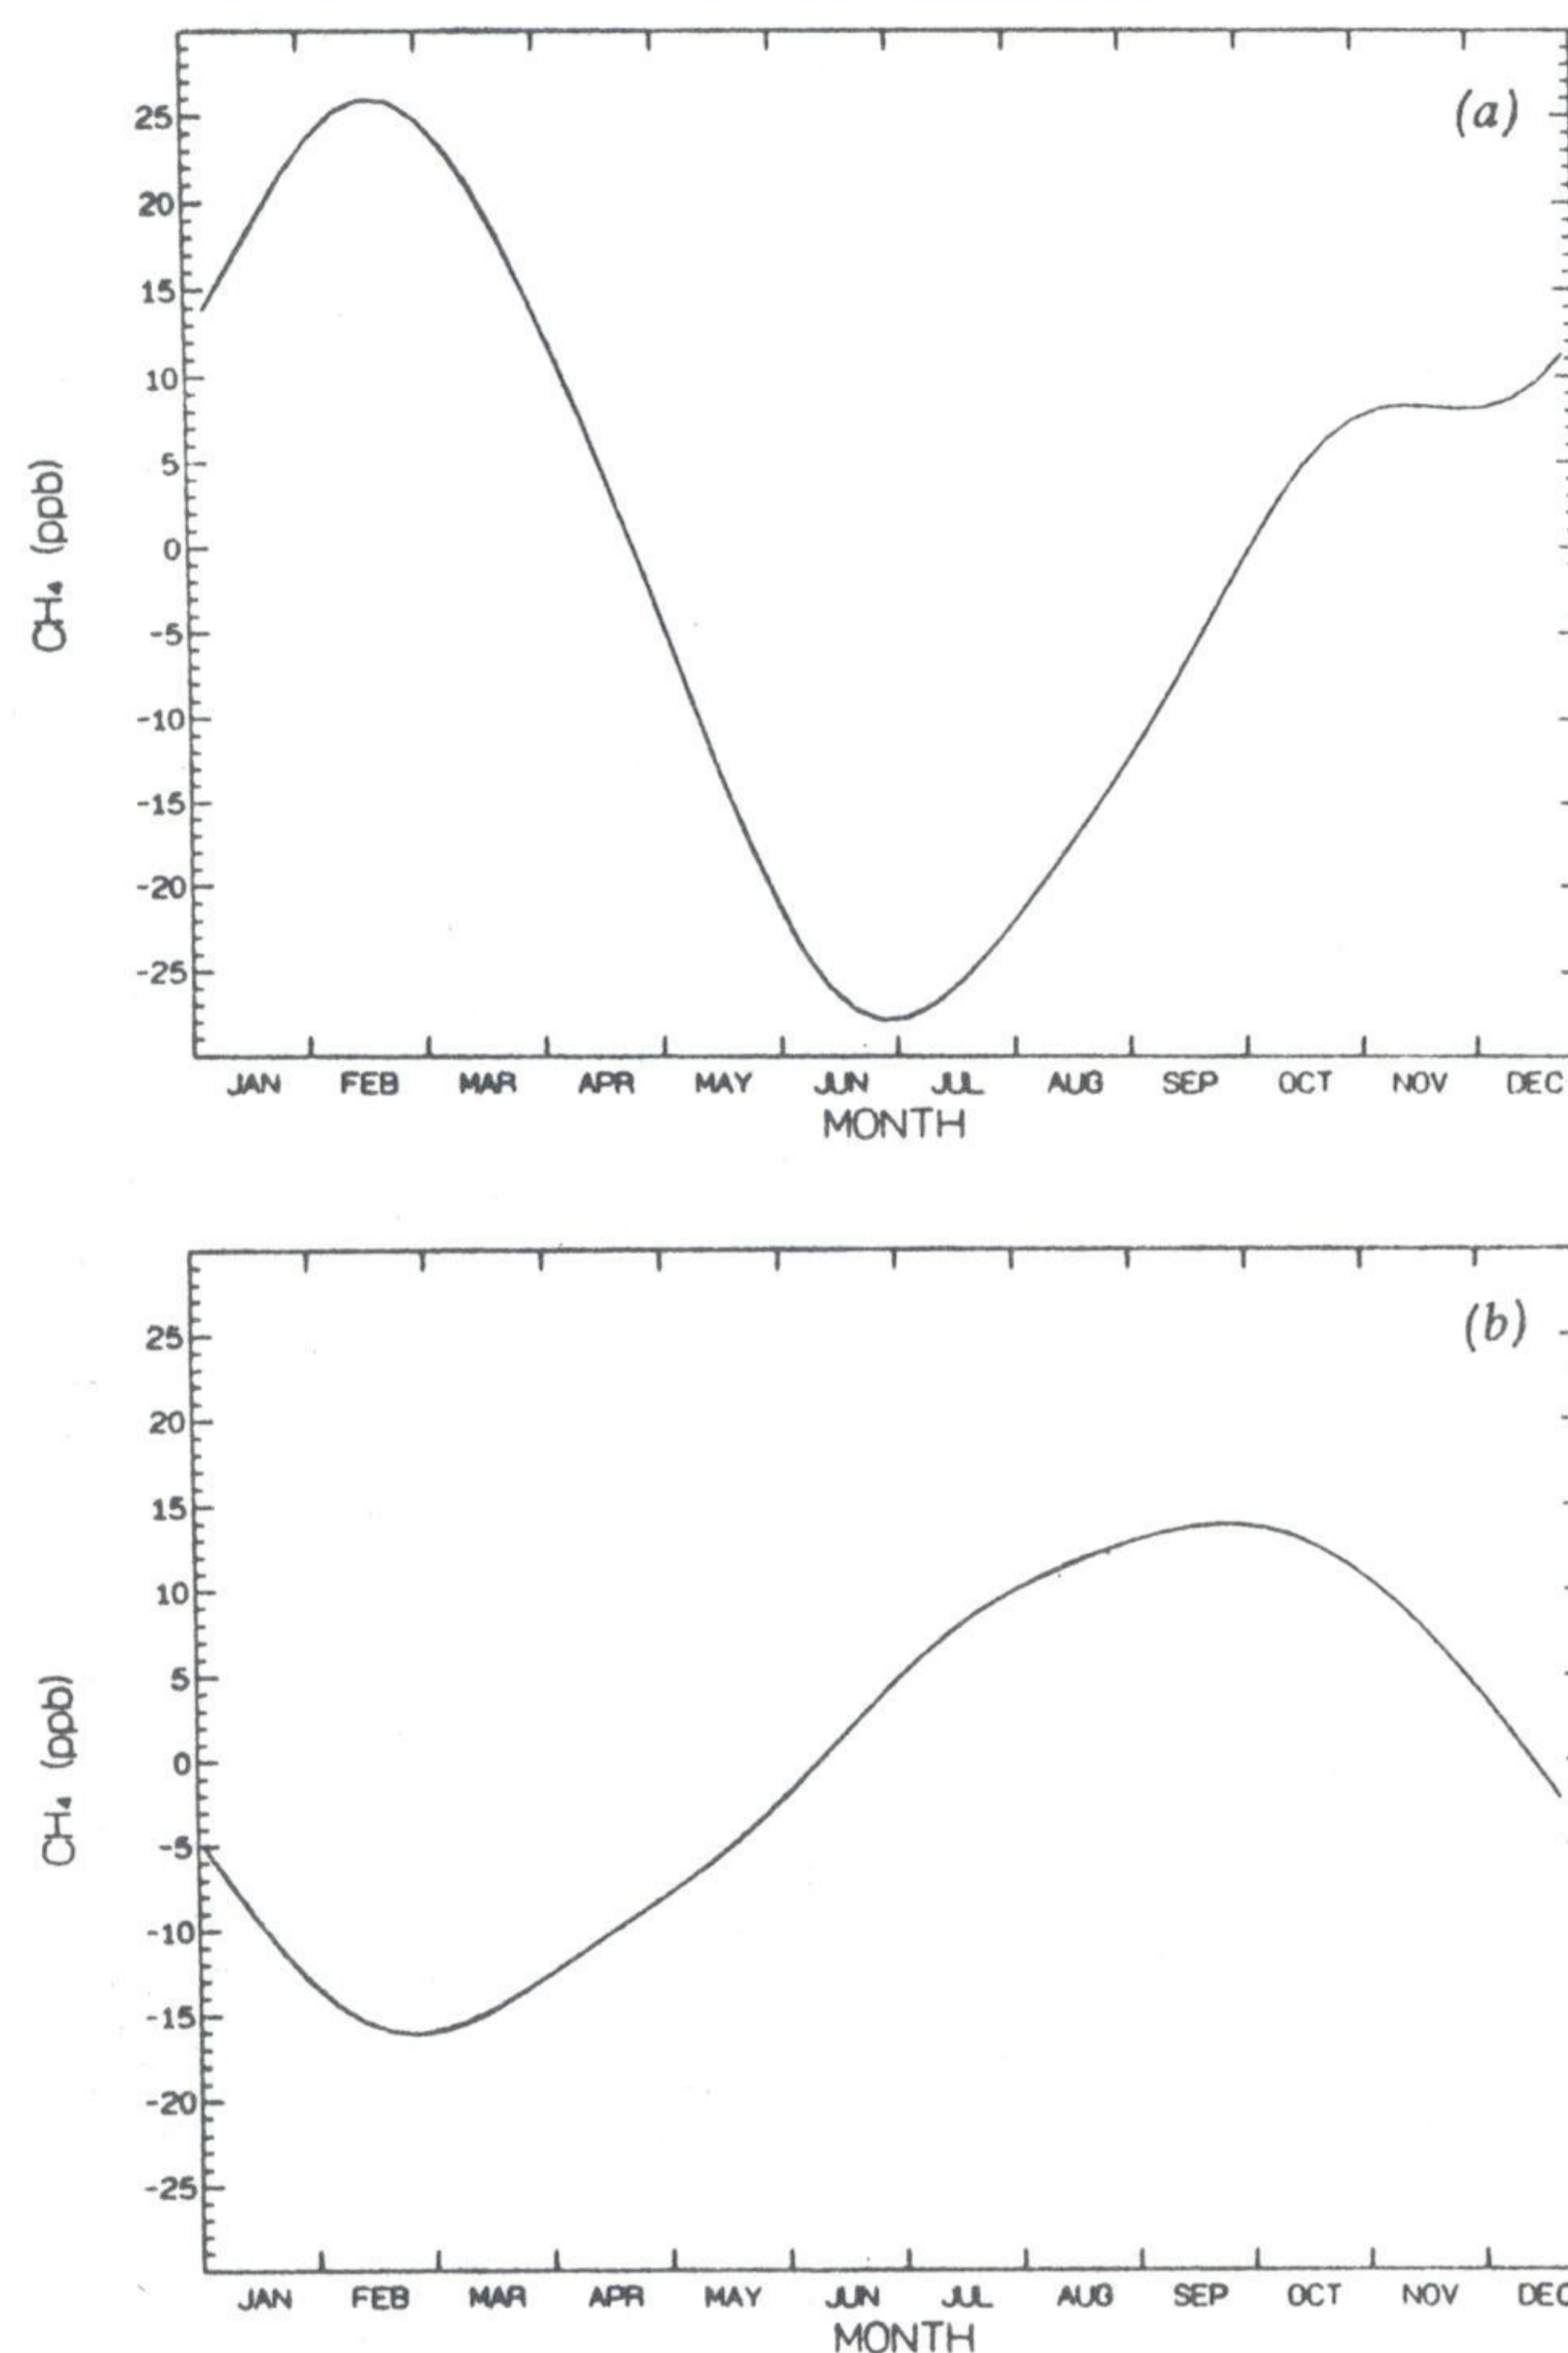 (a)
25
20
15
10
5
0
-5
-10
-15
-20
-25
CH₄ (ppb)
JAN FEB MAR APR MAY JUN JUL AUG SEP OCT NOV DEC
MONTH
(b)
25
20
15
10
5
0
-5
-10
-15
-20
-25
CH₄ (ppb)
JAN FEB MAR APR MAY JUN JUL AUG SEP OCT NOV DEC
MONTH